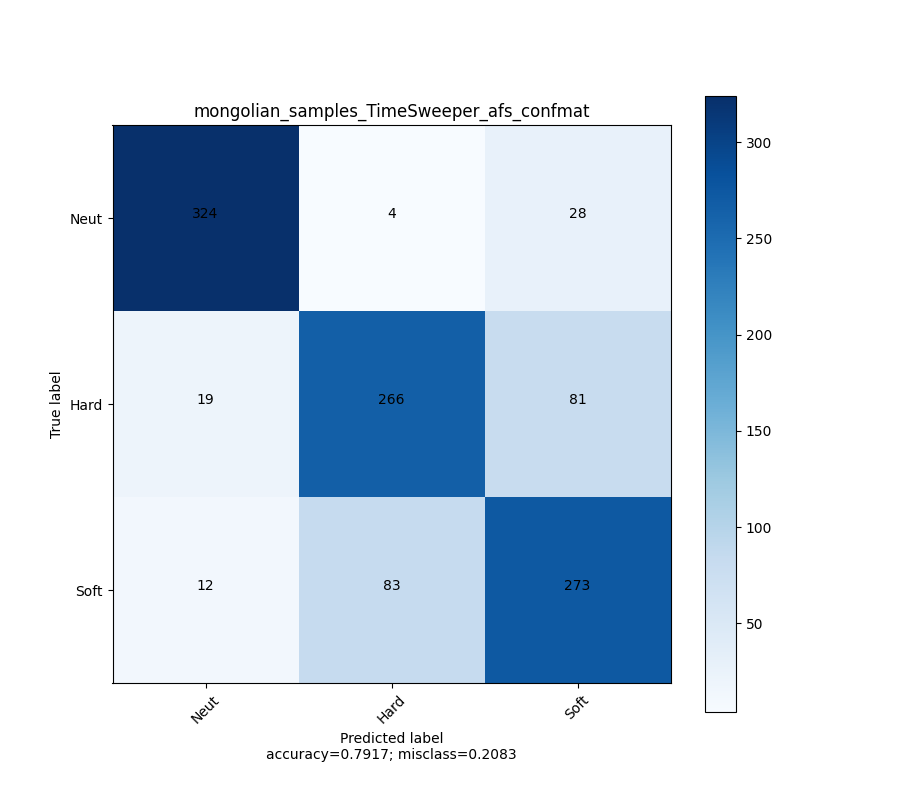 mongolian_samples_TimeSweeper_afs_confmat
300
Neut 324 4 28
250
200
Hard 19 266 81
150
True label
100
Soft 12 83 273
50
Neut Hard Soft
Predicted label
accuracy=0.7917; misclass=0.2083